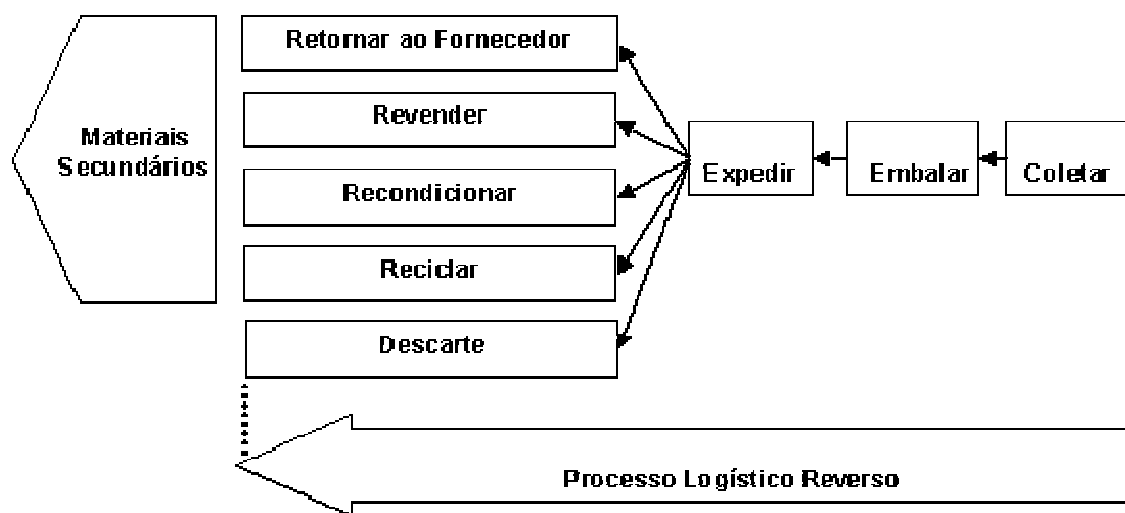 Retornar ao Fornecedor
Revender
Materiais
Secundários
Expedir
Embalar
Coletar
Recondicionar
Reciclar
Descarte
Processo Logístico Reverso